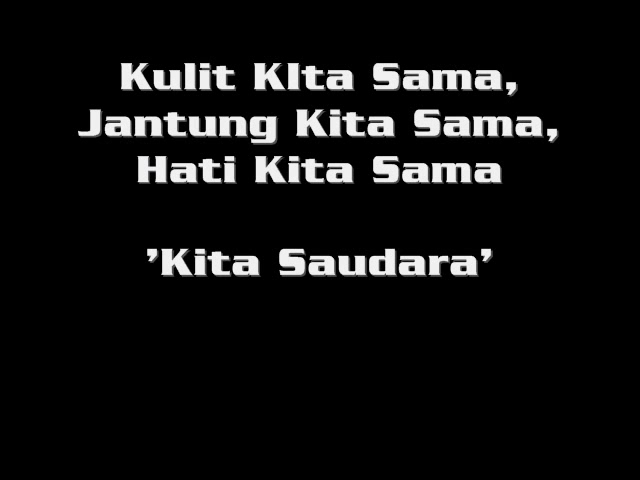 Kulit KIta Sama,
Jantung Kita Sama,
Hati Kita Sama
'Kita Saudara'